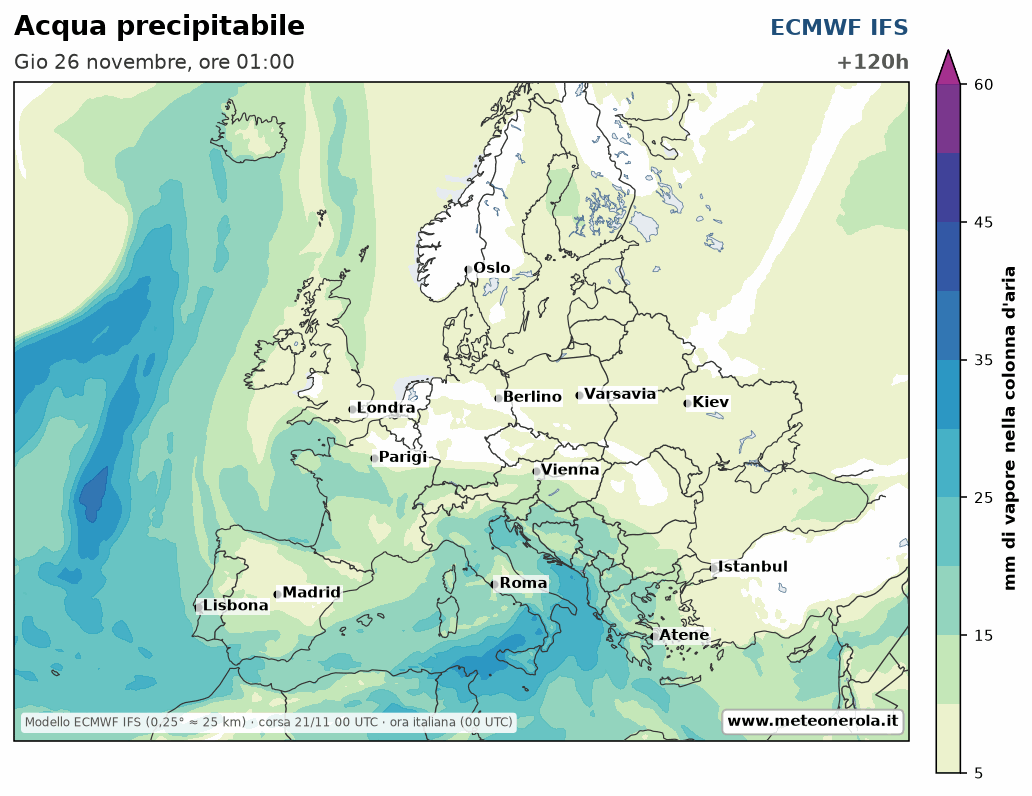 Acqua precipitabile
ECMWF IFS
Gio 26 novembre, ore 01:00
+120h
60
45
35
25
15
5
mm di vapore nella colonna d'aria
Oslo
Londra
Berlino
Varsavia
Kiev
Parigi
Vienna
Istanbul
Roma
Madrid
Lisbona
Atene
Modello ECMWF IFS (0,25° ≈ 25 km) · corsa 21/11 00 UTC · ora italiana (00 UTC)
www.meteonerola.it